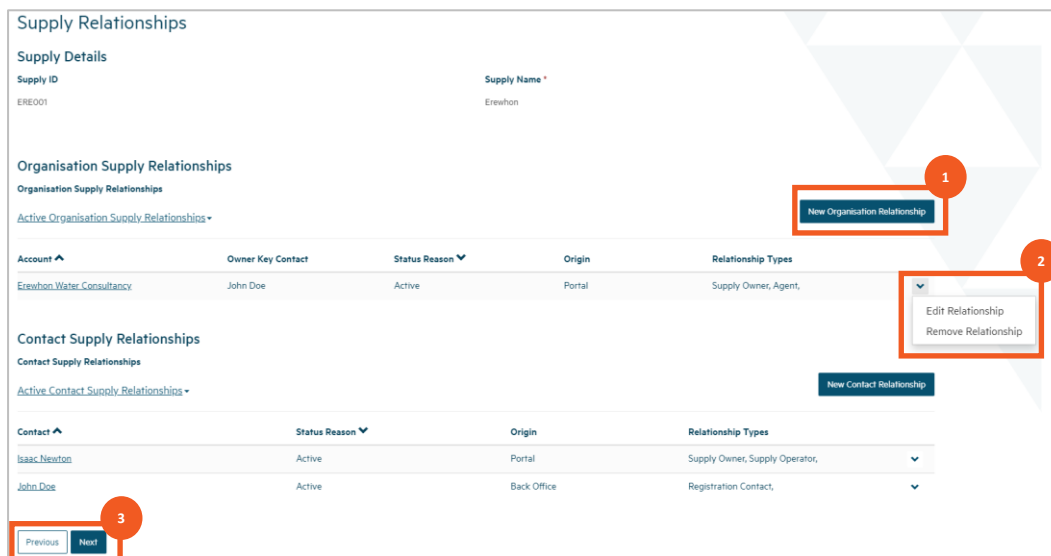 Supply Relationships
Supply Details
Supply ID Supply Name *
ERE001 Erewhon
Organisation Supply Relationships
Organisation Supply Relationships
1
Active Organisation Supply Relationships New Organisation Relationship
Account Owner Key Contact Status Reason Origin Relationship Types
2
Erewhon Water Consultancy John Doe Active Portal Supply Owner, Agent,
Edit Relationship
Remove Relationship
Contact Supply Relationships
Contact Supply Relationships
Active Contact Supply Relationships New Contact Relationship
Contact Status Reason Origin Relationship Types
Isaac Newton Active Portal Supply Owner, Supply Operator,
John Doe Active Back Office Registration Contact,
3
Previous Next